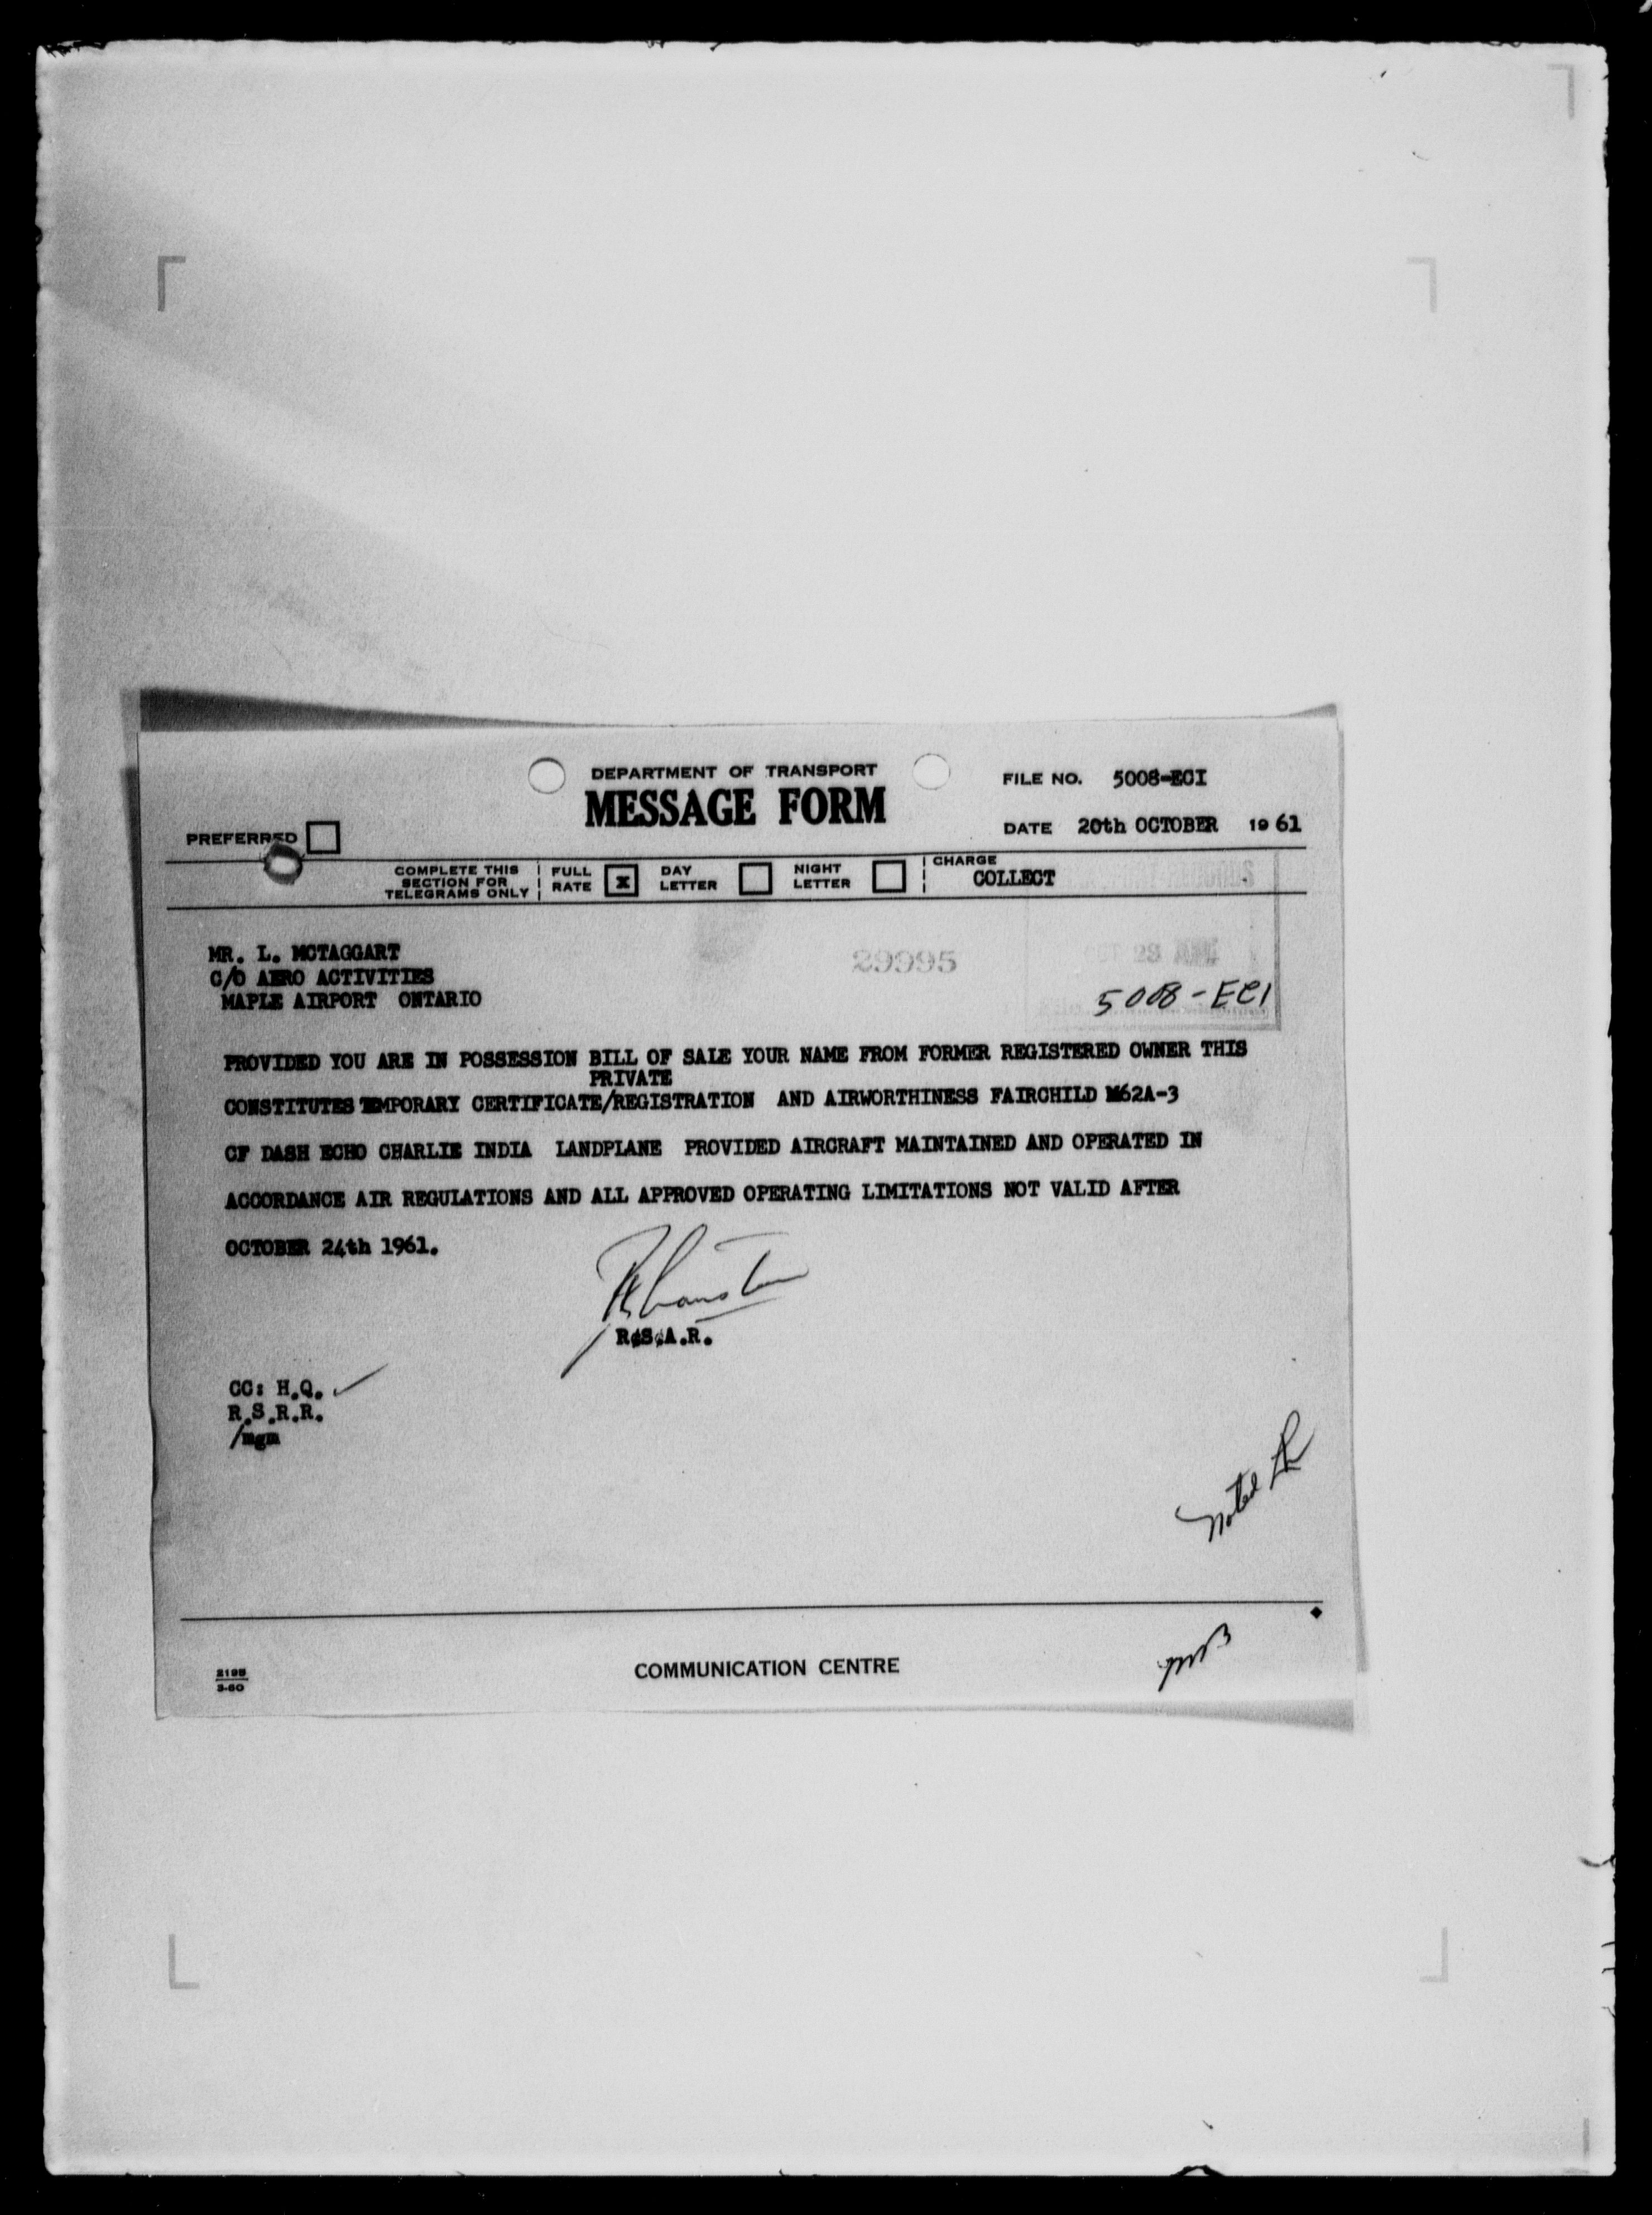 DEPARTMENT OF TRANSPORT
MESSAGE FORM
FILE NO. 5008-ECI
DATE 20th OCTOBER 1961
PREFERRED
COMPLETE THIS SECTION FOR TELEGRAMS ONLY
FULL RATE X
DAY LETTER
NIGHT LETTER
CHARGE
COLLECT
MR. L. MCTAGGART
C/O AERO ACTIVITIES
MAPLE AIRPORT ONTARIO
29995
5008-ECI
PROVIDED YOU ARE IN POSSESSION BILL OF SALE YOUR NAME FROM FORMER REGISTERED OWNER THIS
PRIVATE
CONSTITUTES TEMPORARY CERTIFICATE/REGISTRATION AND AIRWORTHINESS FAIRCHILD M62A-3
CF DASH ECHO CHARLIE INDIA LANDPLANE PROVIDED AIRCRAFT MAINTAINED AND OPERATED IN
ACCORDANCE AIR REGULATIONS AND ALL APPROVED OPERATING LIMITATIONS NOT VALID AFTER
OCTOBER 24th 1961.
R.S.A.R.
CC: H.Q. ✓
R.S.R.R.
/mgm
Noted
COMMUNICATION CENTRE
3-60